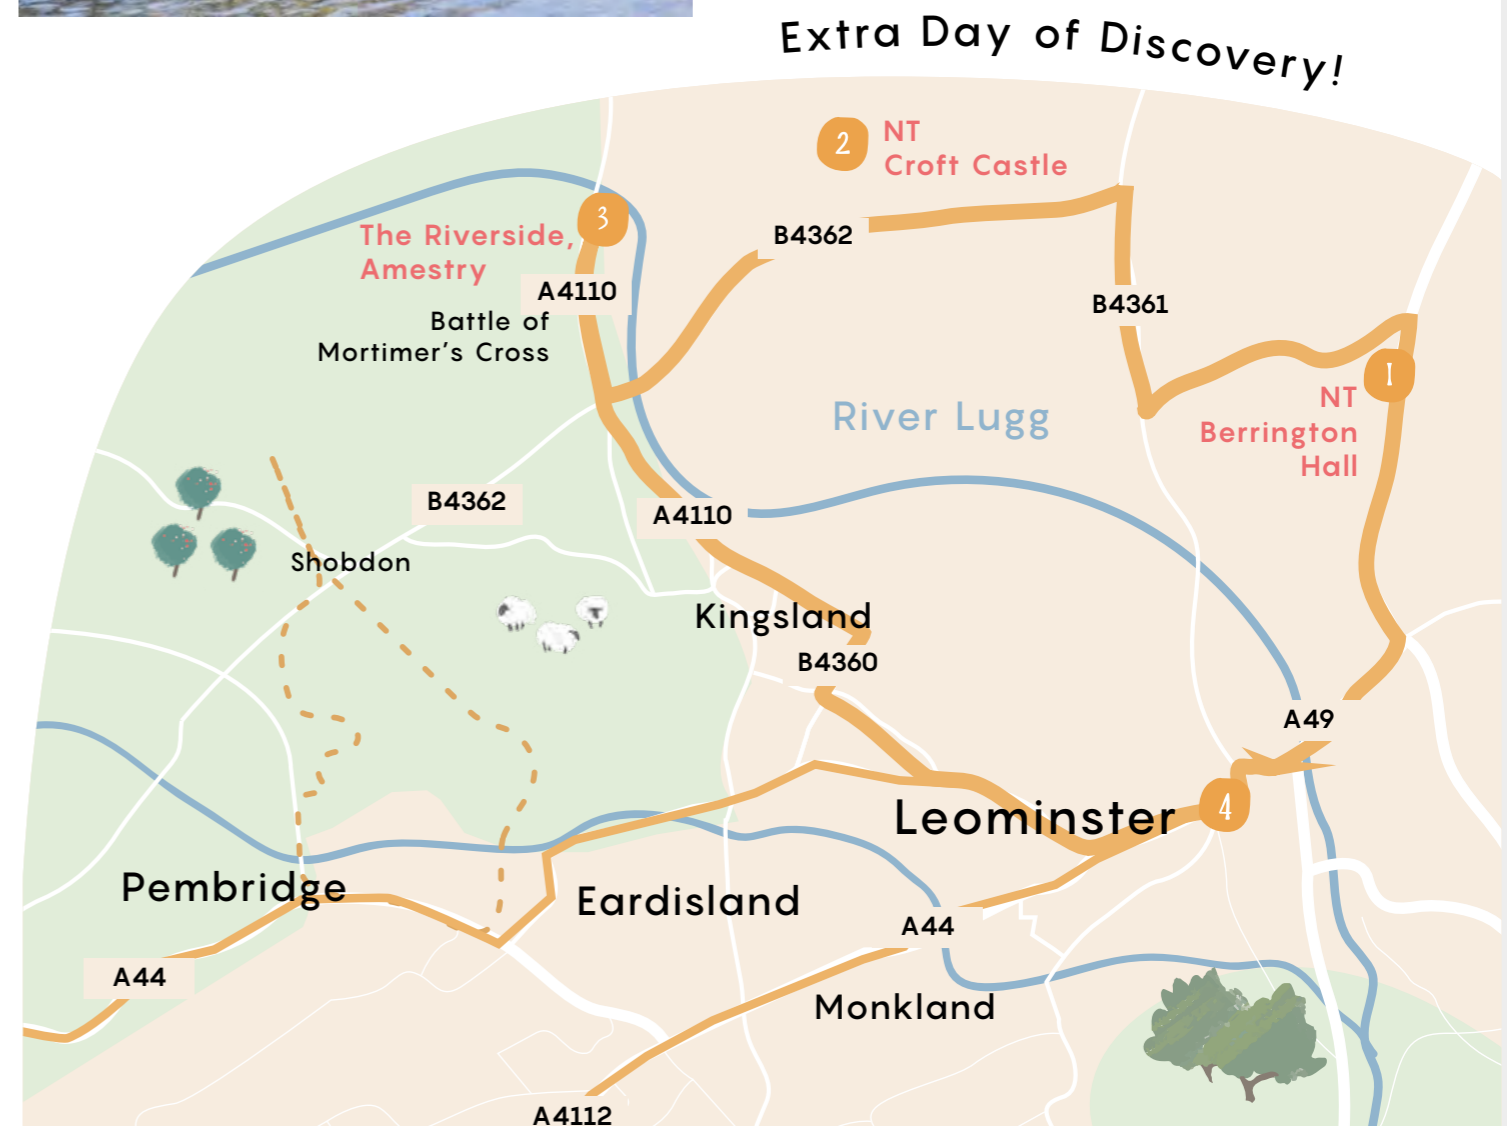 Extra Day of Discovery!
2
NT
Croft Castle
3
The Riverside,
Amestry
A4110
Battle of
Mortimer's Cross
B4362
B4361
1
NT
Berrington
Hall
River Lugg
B4362
A4110
Shobdon
Kingsland
B4360
A49
4
Leominster
Pembridge
Eardisland
A44
A44
Monkland
A4112